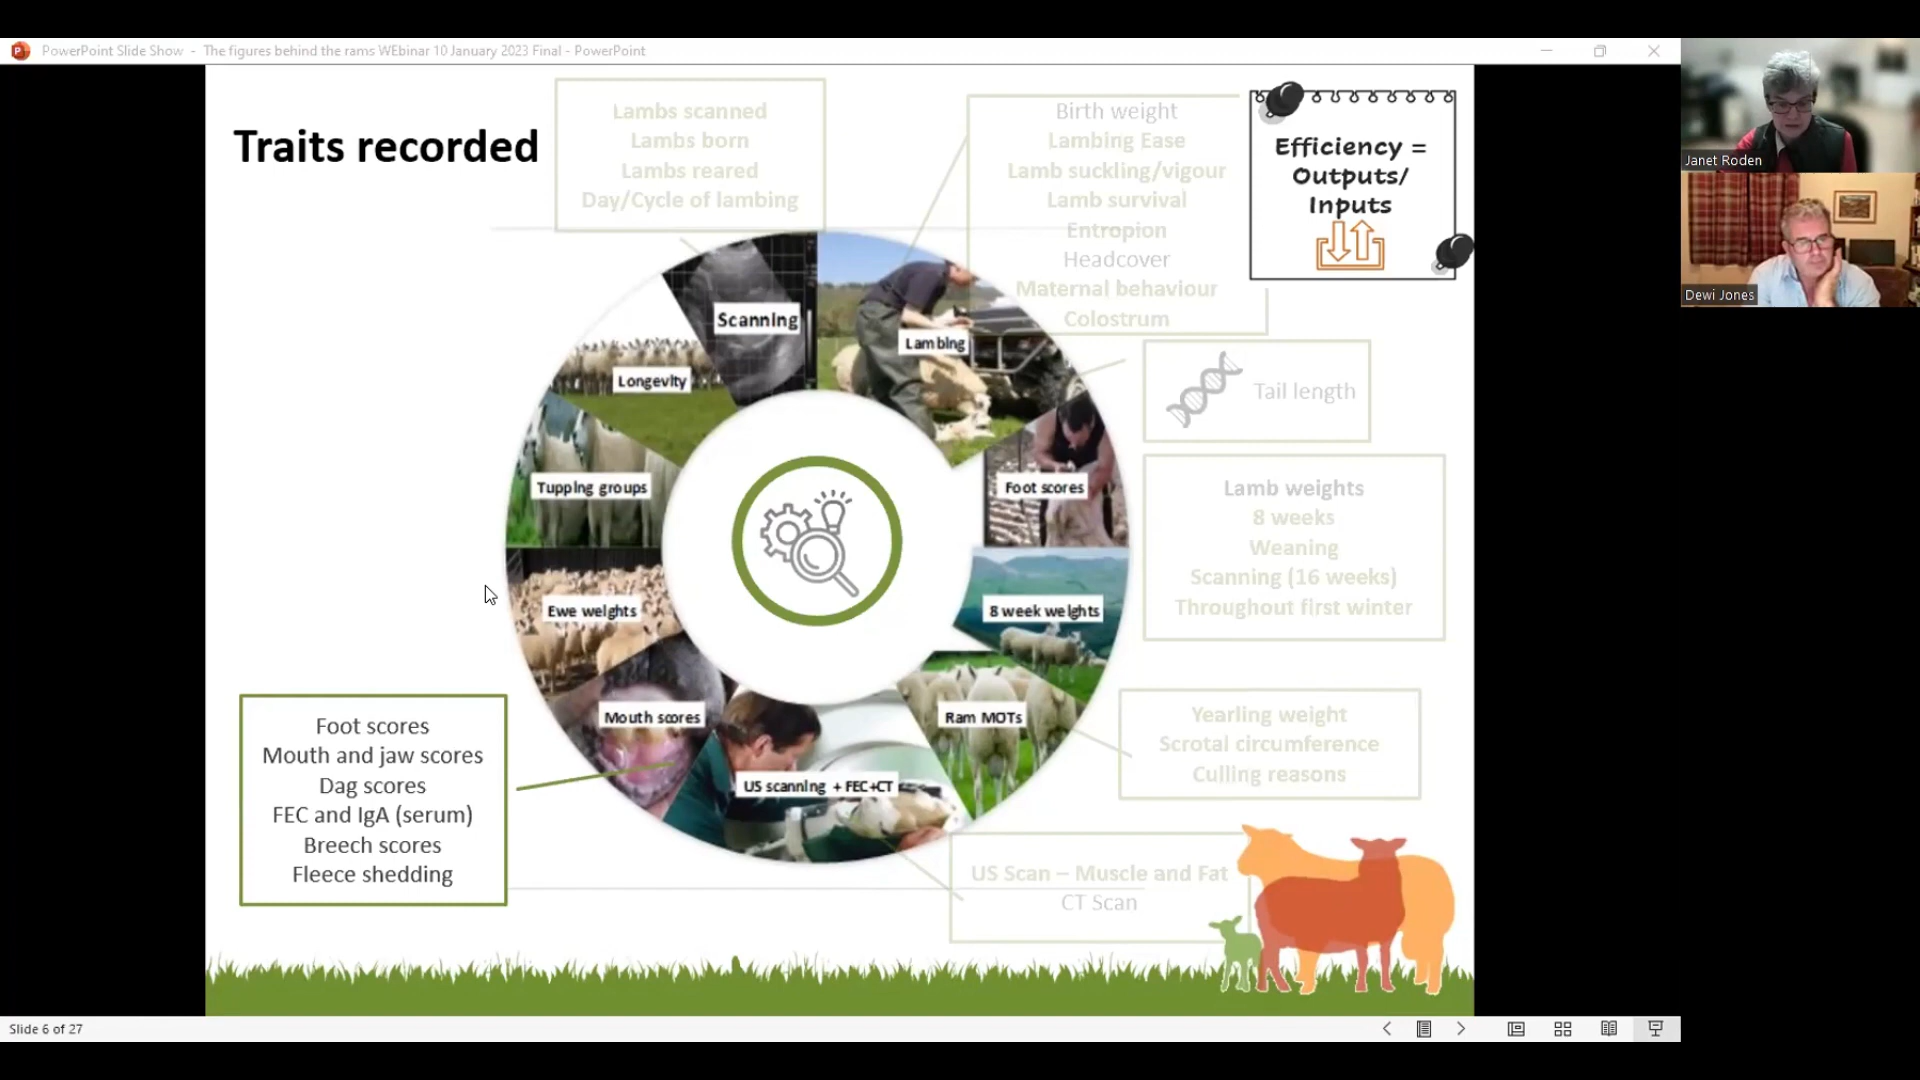 PowerPoint Slide Show - The figures behind the rams WEbinar 10 January 2023 Final - PowerPoint
Traits recorded
Lambs scanned
Lambs born
Lambs reared
Day/Cycle of lambing
Birth weight
Lambing Ease
Lamb suckling/vigour
Lamb survival
Entropion
Headcover
Maternal behaviour
Colostrum
Efficiency =
Outputs/
Inputs
Janet Roden
Dewi Jones
Scanning
Lambing
Longevity
Tail length
Tupping groups
Foot scores
Lamb weights
8 weeks
Weaning
Scanning (16 weeks)
Throughout first winter
Ewe weights
8 week weights
Mouth scores
Ram MOTs
US scanning + FEC+CT
Yearling weight
Scrotal circumference
Culling reasons
Foot scores
Mouth and jaw scores
Dag scores
FEC and IgA (serum)
Breech scores
Fleece shedding
US Scan – Muscle and Fat
CT Scan
Slide 6 of 27